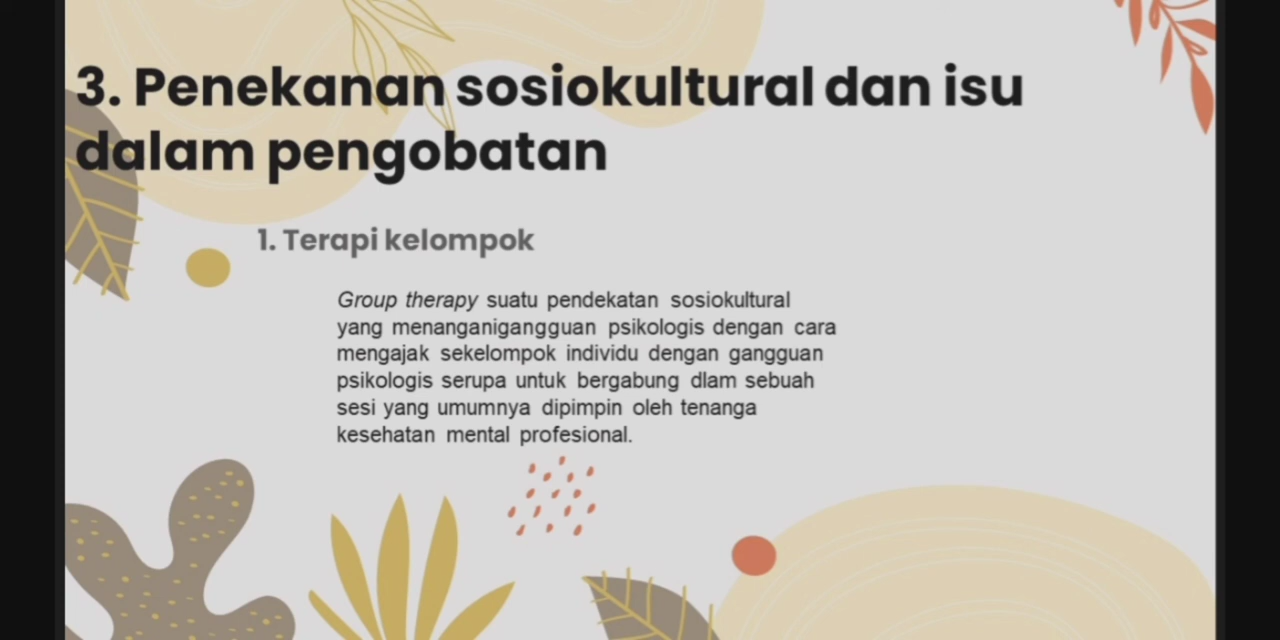 3. Penekanan sosiokultural dan isu
dalam pengobatan
1. Terapi kelompok
Group therapy suatu pendekatan sosiokultural
yang menanganigangguan psikologis dengan cara
mengajak sekelompok individu dengan gangguan
psikologis serupa untuk bergabung dlam sebuah
sesi yang umumnya dipimpin oleh tenanga
kesehatan mental profesional.